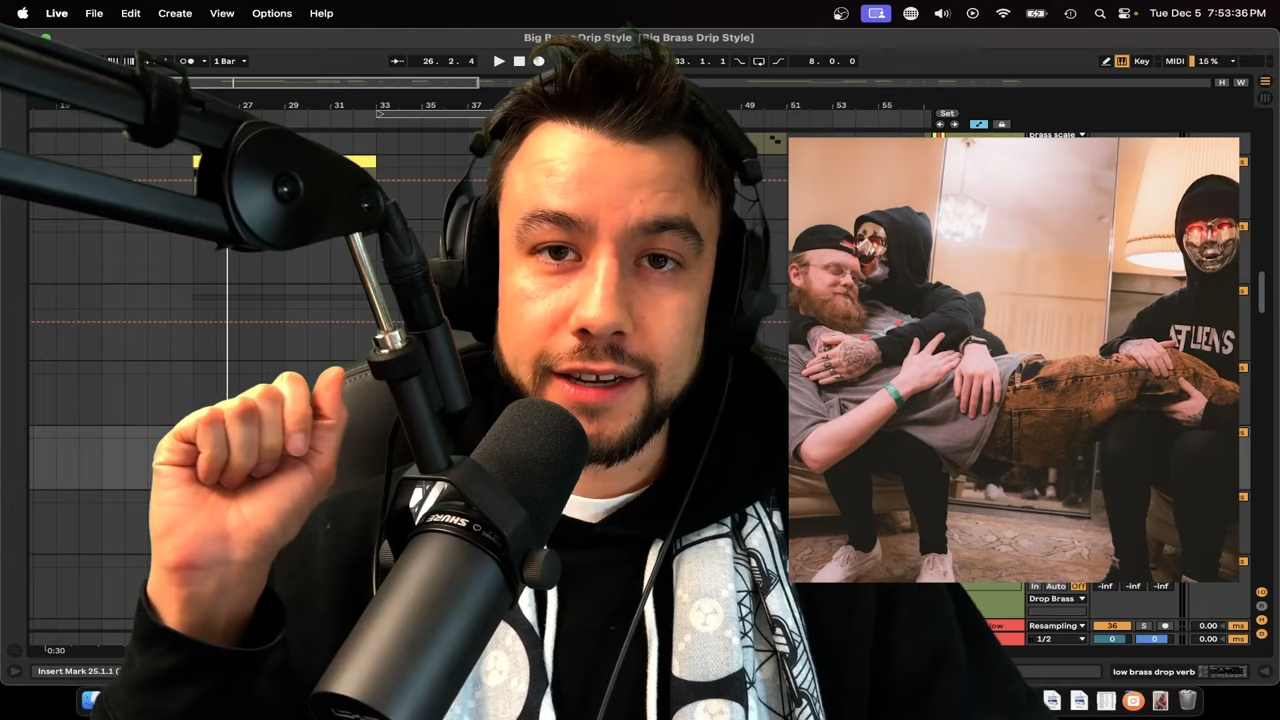 Live File Edit Create View Options Help Tue Dec 5 7:53:36 PM
Big Brass Drip Style [Big Brass Drip Style]
1 Bar 26. 2. 4 33. 1. 1 8. 0. 0 Key MIDI 15 %
H W
27 29 31 33 35 37 49 51 53 55
Set
brass scale
SHURE
In Auto Off -inf -inf -inf
Drop Brass
Resampling 36 S 0.00 ms
1/2 0 0 0.00 ms
0:30
Insert Mark 25.1.1 ( low brass drop verb